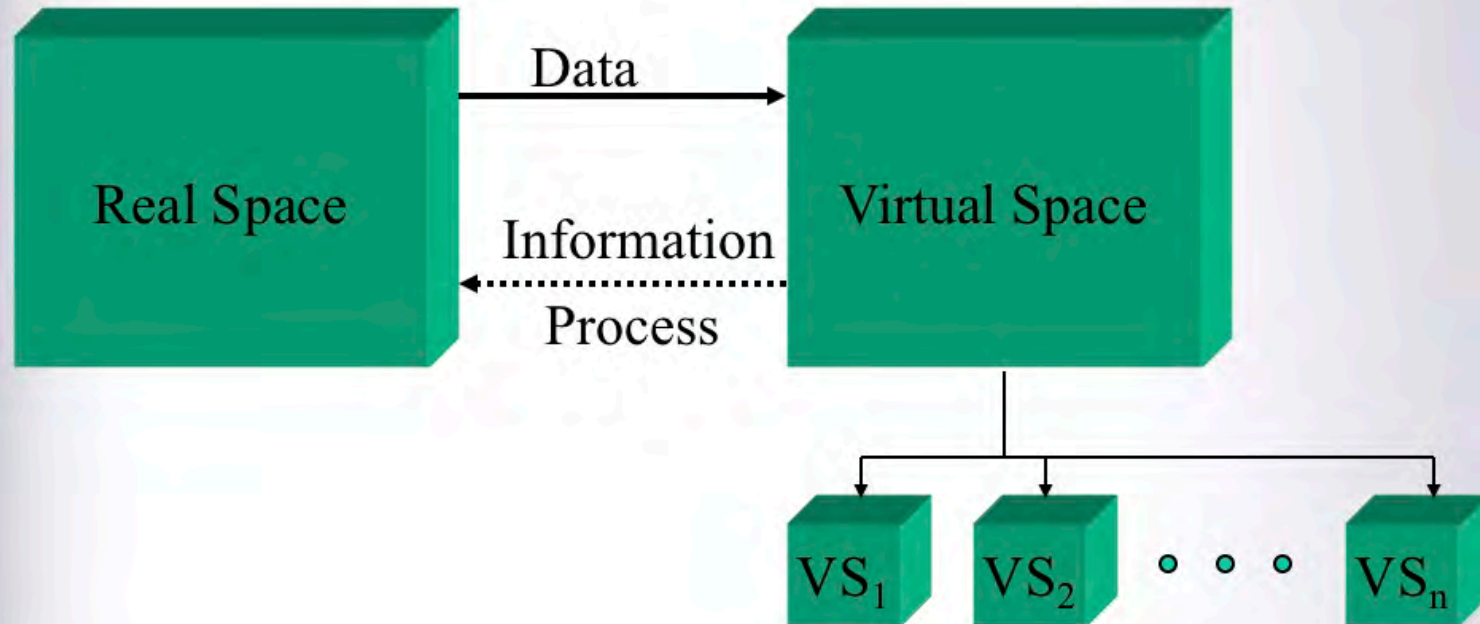 Data
Real Space
Virtual Space
Information
Process
VS₁
VS₂
VSₙ